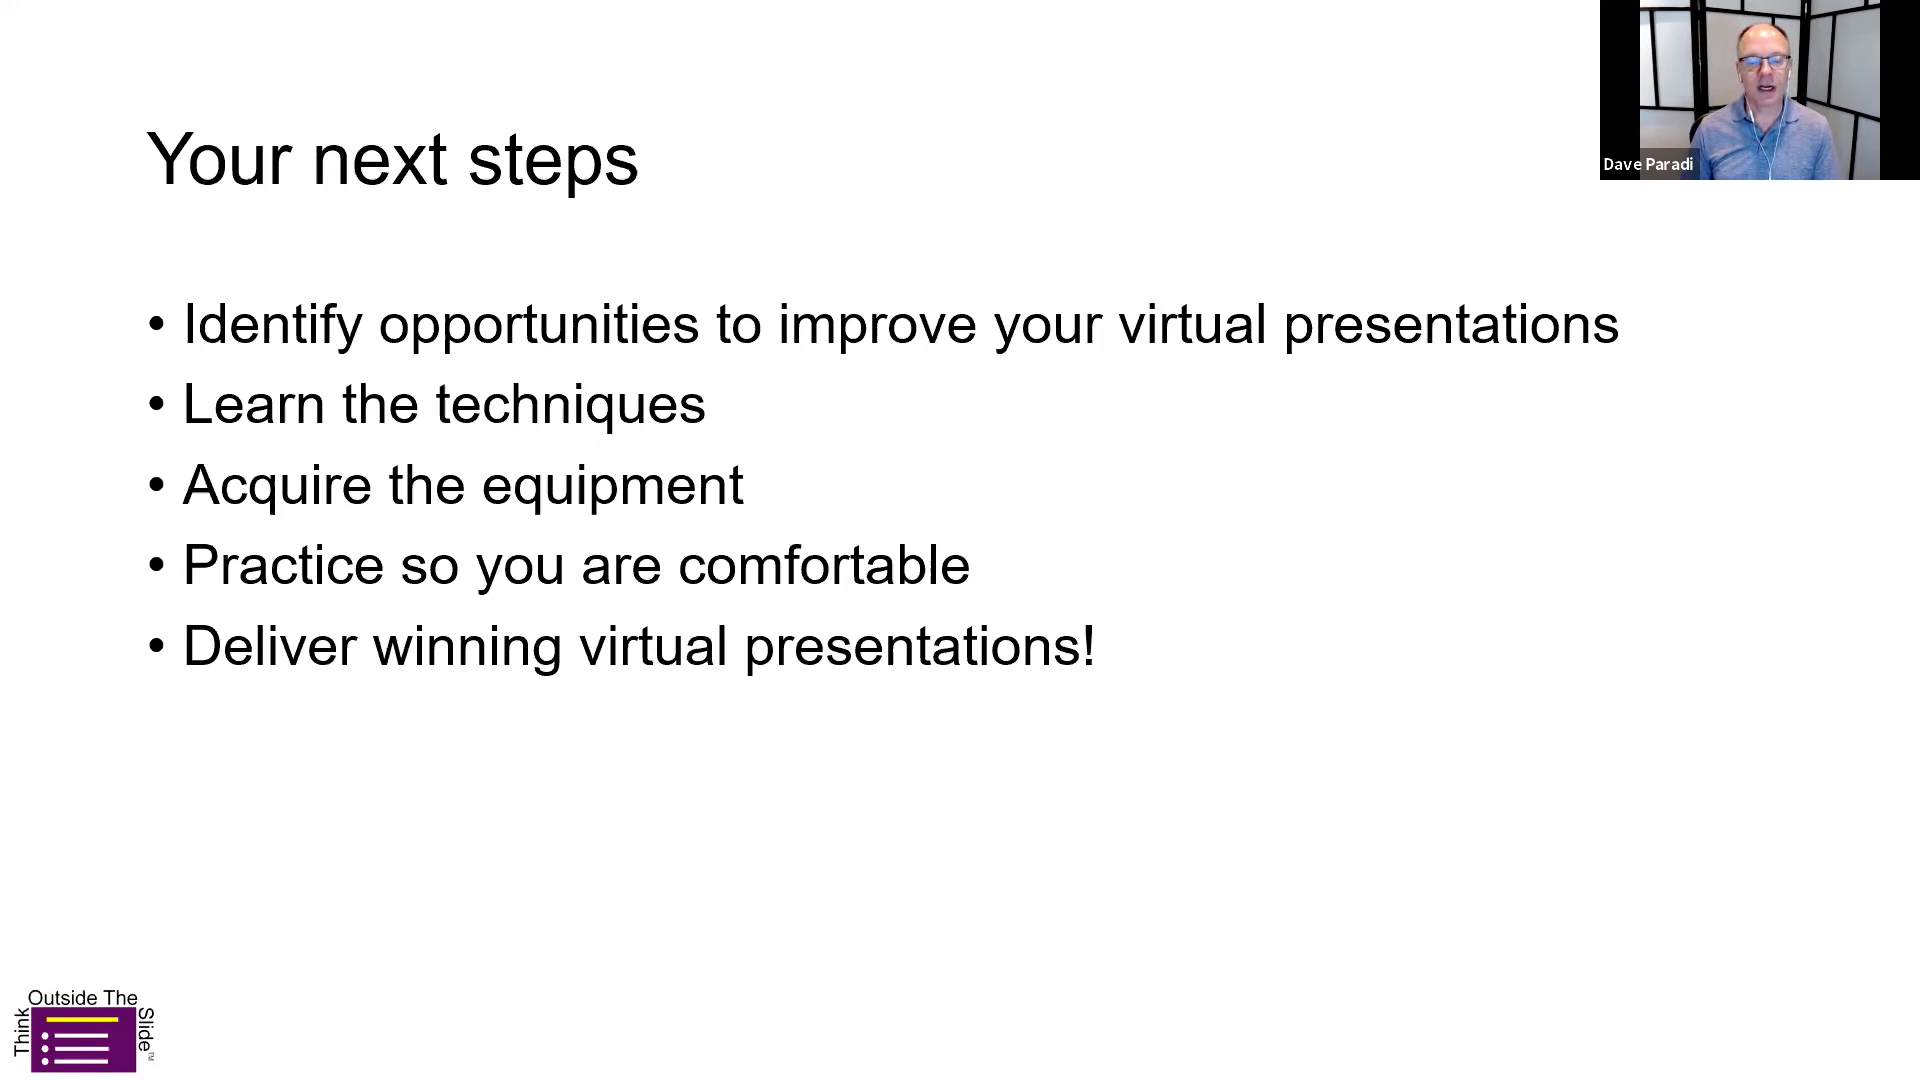 Your next steps
Dave Paradi
• Identify opportunities to improve your virtual presentations
• Learn the techniques
• Acquire the equipment
• Practice so you are comfortable
• Deliver winning virtual presentations!
Think
Outside The
Slide™